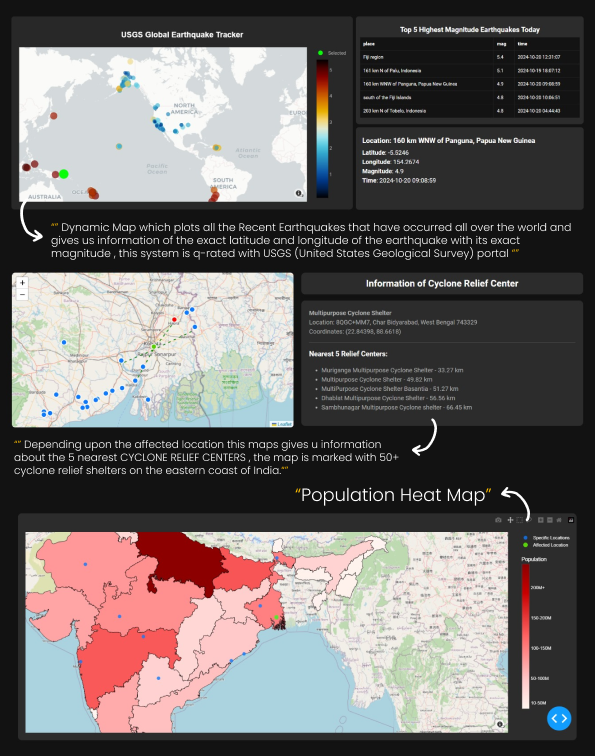 USGS Global Earthquake Tracker
Selected
5
4
3
2
1
NORTH
AMERICA
EUROP
Atlantic
Ocean
Pacific
Ocean
SOUTH
AMERICA
OCE
AUSTRALIA
Top 5 Highest Magnitude Earthquakes Today
place mag time
Fiji region 5.4 2024-10-20 12:31:07
161 km N of Palu, Indonesia 5.1 2024-10-19 18:07:12
160 km WNW of Panguna, Papua New Guinea 4.9 2024-10-20 09:08:59
south of the Fiji Islands 4.8 2024-10-20 10:06:51
203 km N of Tobelo, Indonesia 4.8 2024-10-20 04:44:43
Location: 160 km WNW of Panguna, Papua New Guinea
Latitude: -5.5246
Longitude: 154.2674
Magnitude: 4.9
Time: 2024-10-20 09:08:59
"" Dynamic Map which plots all the Recent Earthquakes that have occurred all over the world and
gives us information of the exact latitude and longitude of the earthquake with its exact
magnitude , this system is q-rated with USGS (United States Geological Survey) portal ""
+
−
Leaflet
Information of Cyclone Relief Center
Multipurpose Cyclone Shelter
Location: 8QGC+MM7, Char Bidyarabad, West Bengal 743329
Coordinates: (22.84398, 88.6618)
Nearest 5 Relief Centers:
• Muriganga Multipurpose Cyclone Shelter - 33.27 km
• Multipurpose Cyclone Shelter - 49.82 km
• MultiPurpose Cyclone Shelter Basantia - 51.27 km
• Dhablat Multipurpose Cyclone Shelter - 56.56 km
• Sambhunagar Multipurpose Cyclone shelter - 66.45 km
"" Depending upon the affected location this maps gives u information
about the 5 nearest CYCLONE RELIEF CENTERS , the map is marked with 50+
cyclone relief shelters on the eastern coast of India.""
"Population Heat Map"
Specific Locations
Affected Location
Population
200M+
150-200M
100-150M
50-100M
10-50M